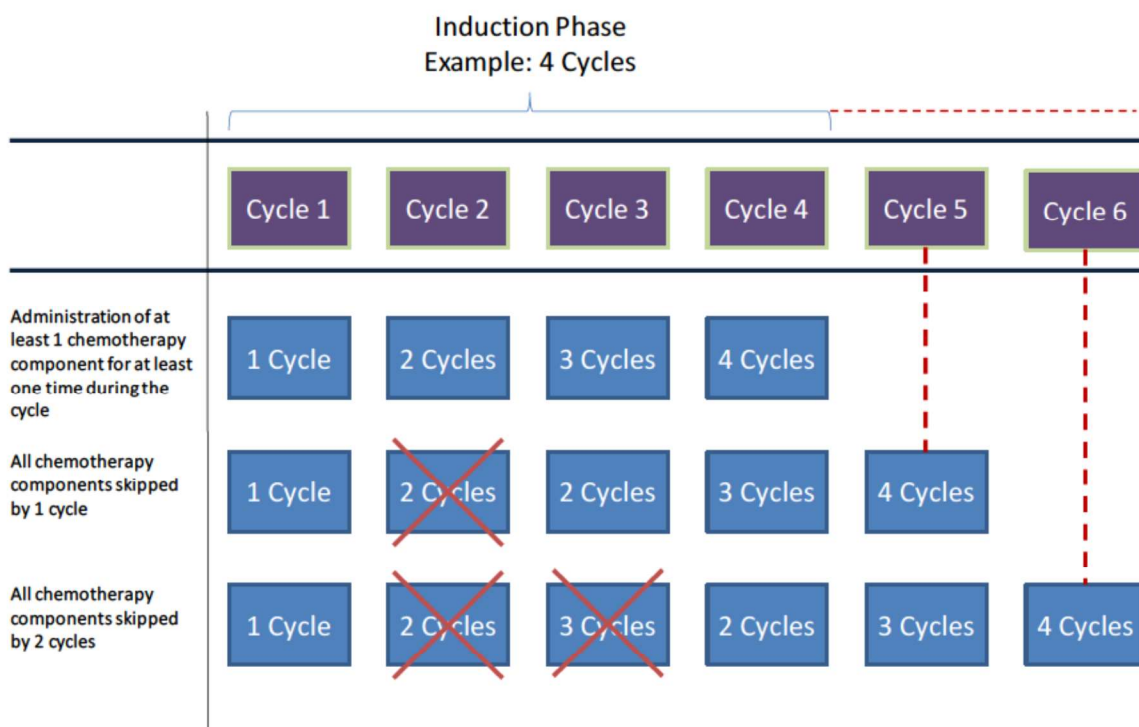 Induction Phase
Example: 4 Cycles
Cycle 1
Cycle 2
Cycle 3
Cycle 4
Cycle 5
Cycle 6
Administration of at
least 1 chemotherapy
component for at least
one time during the
cycle
1 Cycle
2 Cycles
3 Cycles
4 Cycles
All chemotherapy
components skipped
by 1 cycle
1 Cycle
2 Cycles
2 Cycles
3 Cycles
4 Cycles
All chemotherapy
components skipped
by 2 cycles
1 Cycle
2 Cycles
3 Cycles
2 Cycles
3 Cycles
4 Cycles